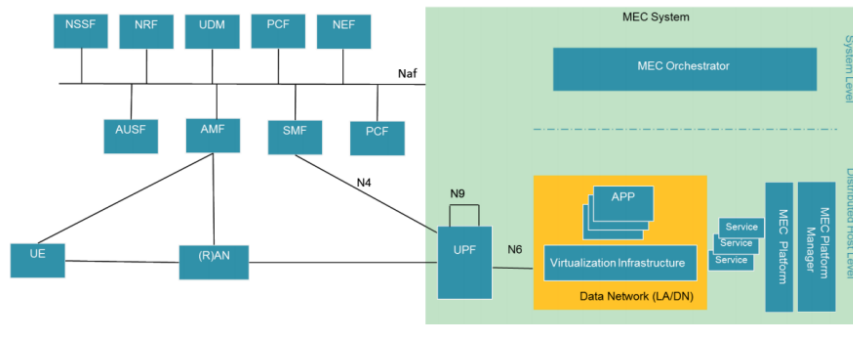 MEC System
NSSF
NRF
UDM
PCF
NEF
MEC Orchestrator
System Level
Naf
AUSF
AMF
SMF
PCF
N4
N9
APP
UE
(R)AN
UPF
N6
Virtualization Infrastructure
Data Network (LA/DN)
Service
Service
Service
MEC Platform
MEC Platform
Manager
Distributed Host Level